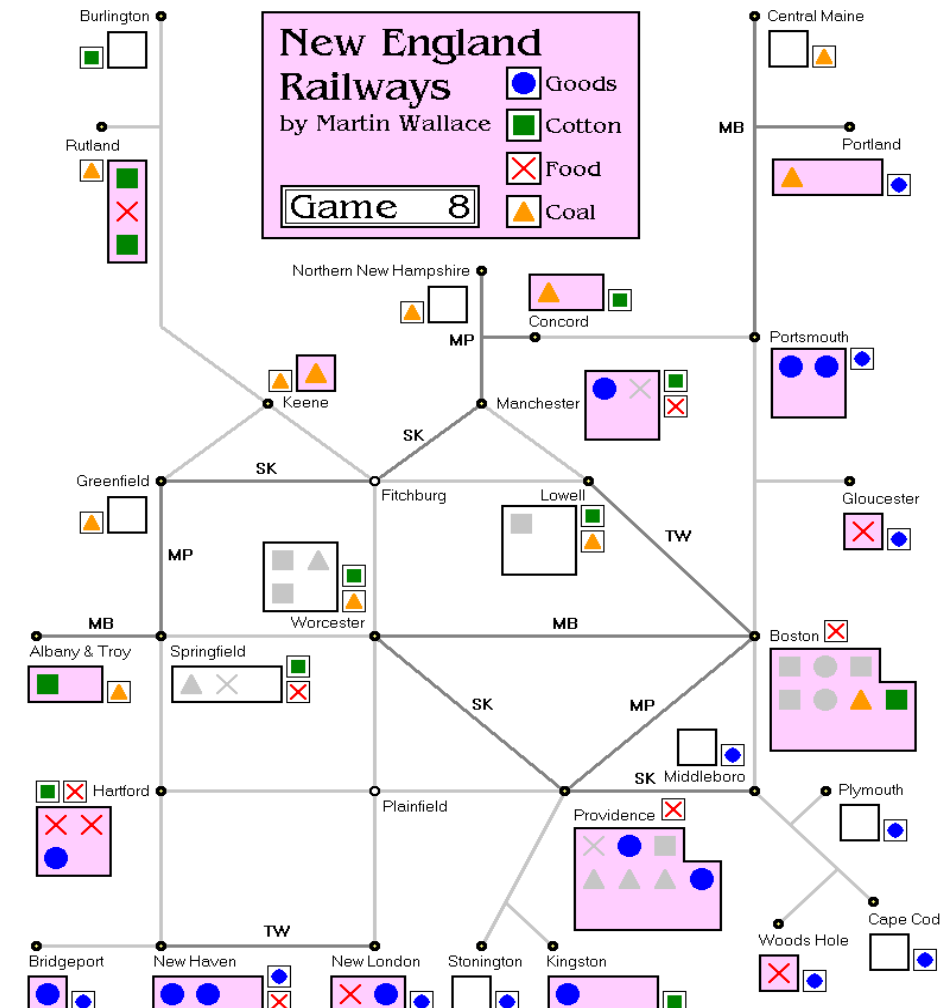 Burlington
Central Maine
New England
Railways
by Martin Wallace
Goods
Cotton
Food
Coal
Game 8
MB
Rutland
Portland
Northern New Hampshire
Concord
MP
Portsmouth
Keene
Manchester
SK
SK
Greenfield
Fitchburg
Lowell
Gloucester
MP
TW
Worcester
MB
MB
Boston
Albany & Troy
Springfield
SK
MP
SK
Middleboro
Hartford
Plainfield
Plymouth
Providence
TW
Cape Cod
Woods Hole
Bridgeport
New Haven
New London
Stonington
Kingston